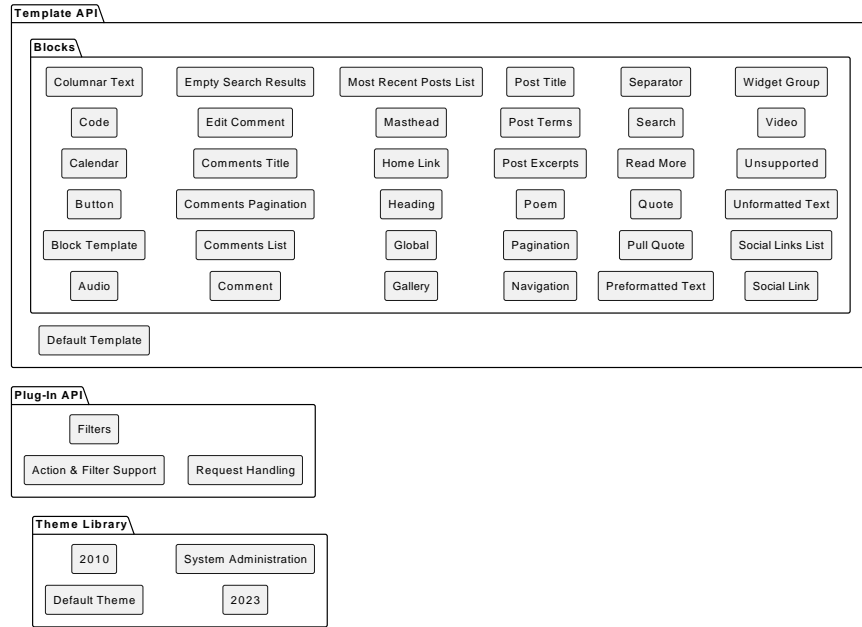 Template API
Blocks
Columnar Text
Empty Search Results
Most Recent Posts List
Post Title
Separator
Widget Group
Code
Edit Comment
Masthead
Post Terms
Search
Video
Calendar
Comments Title
Home Link
Post Excerpts
Read More
Unsupported
Button
Comments Pagination
Heading
Poem
Quote
Unformatted Text
Block Template
Comments List
Global
Pagination
Pull Quote
Social Links List
Audio
Comment
Gallery
Navigation
Preformatted Text
Social Link
Default Template
Plug-In API
Filters
Action & Filter Support
Request Handling
Theme Library
2010
System Administration
Default Theme
2023